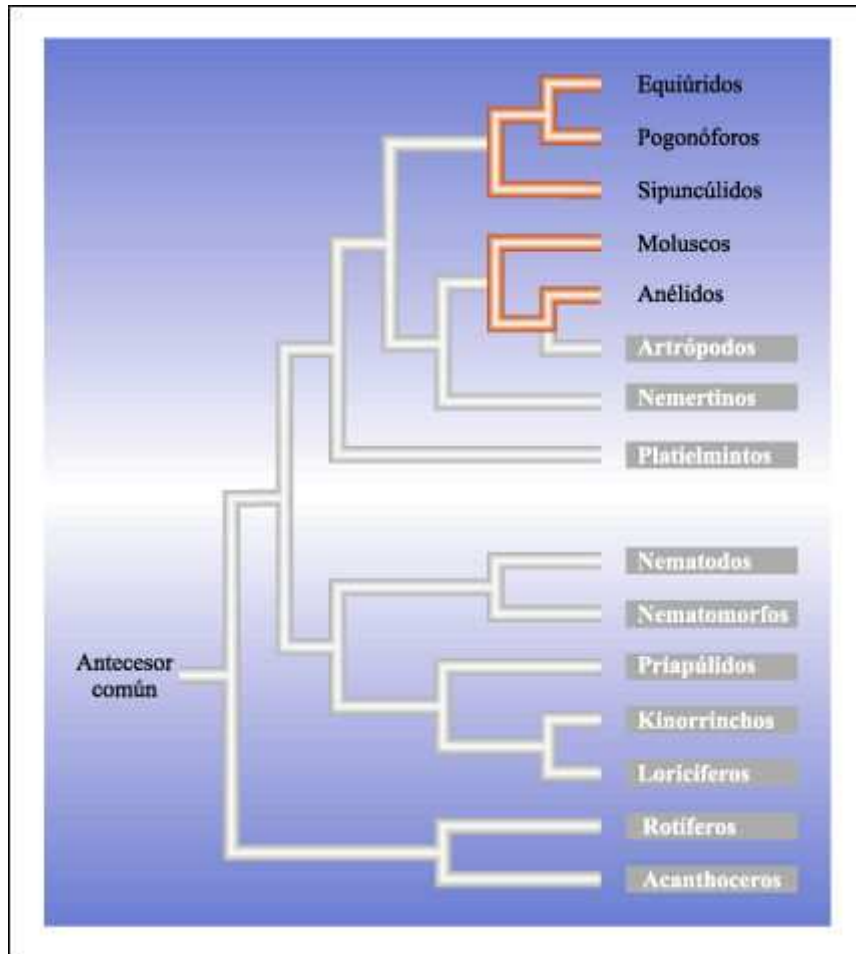 Equiúridos
Pogonóforos
Sipuncúlidos
Moluscos
Anélidos
Artrópodos
Nemertinos
Platielmintos
Nematodos
Nematomorfos
Antecesor
común
Priapúlidos
Kinorrinchos
Loricíferos
Rotíferos
Acanthoceros